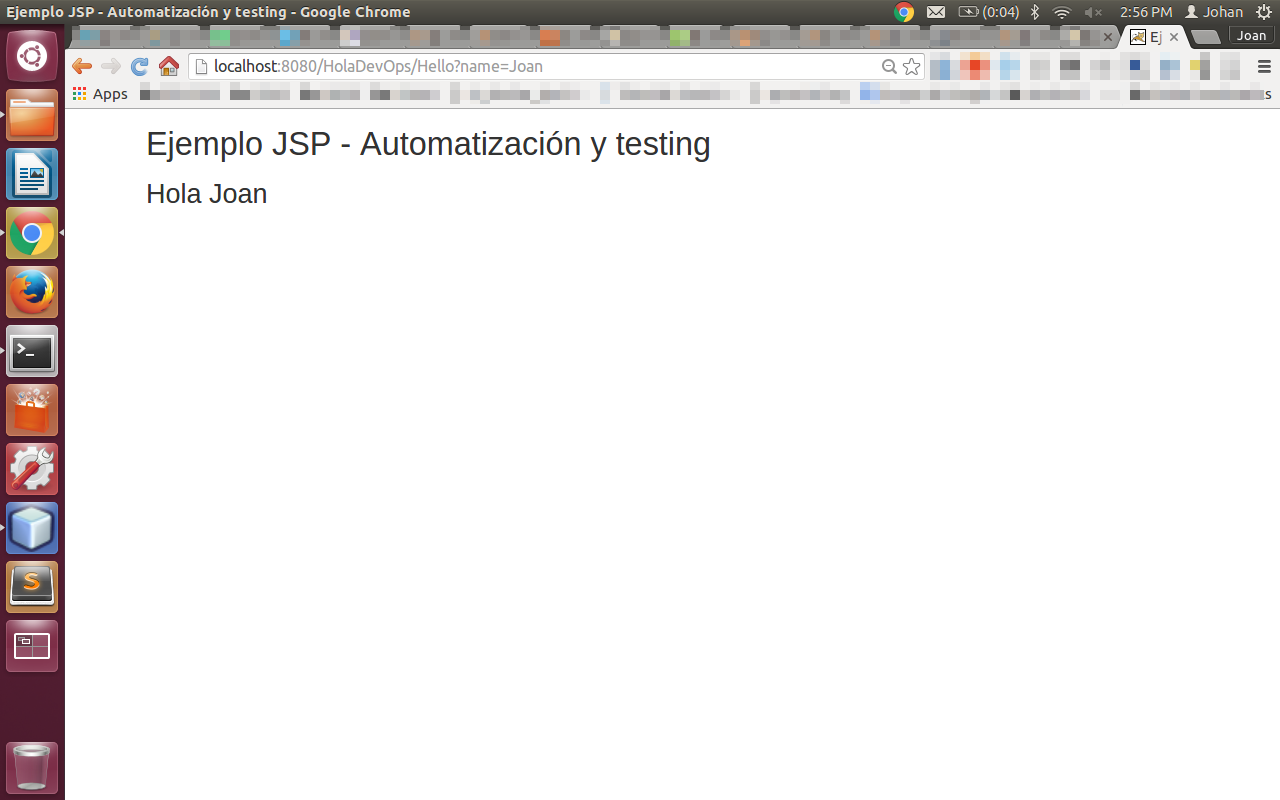 Ejemplo JSP - Automatización y testing - Google Chrome
(0:04)
2:56 PM
Johan
Ej
Joan
localhost:8080/HolaDevOps/Hello?name=Joan
Apps
Ejemplo JSP - Automatización y testing
Hola Joan